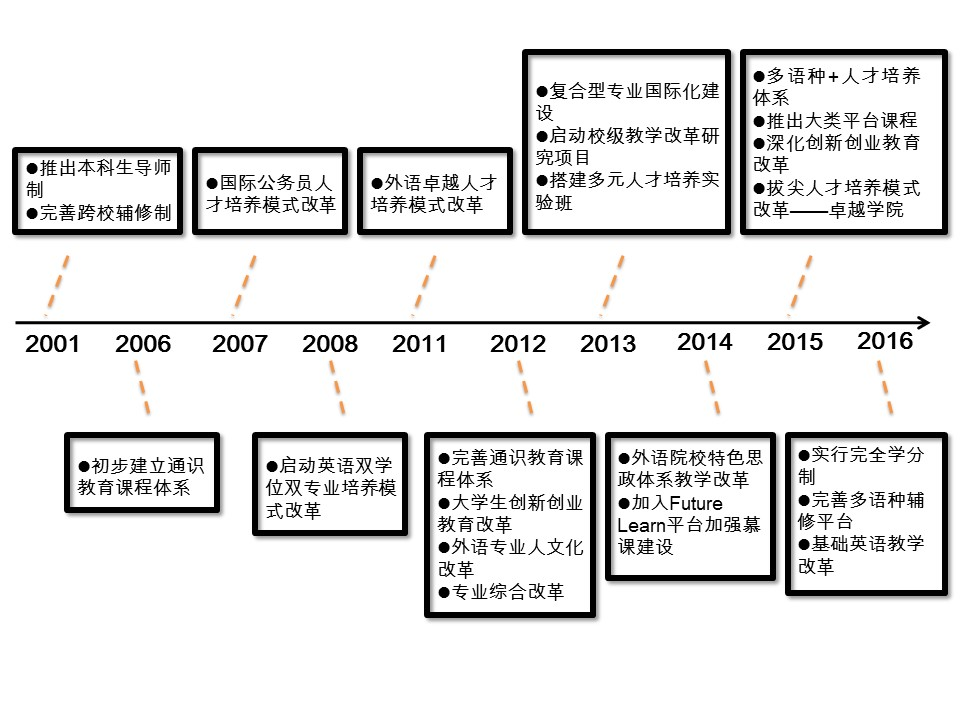 ●推出本科生导师
制
●完善跨校辅修制
●国际公务员人
才培养模式改革
●外语卓越人才
培养模式改革
●复合型专业国际化建
设
●启动校级教学改革研
究项目
●搭建多元人才培养实
验班
●多语种+人才培养
体系
●推出大类平台课程
●深化创新创业教育
改革
●拔尖人才培养模式
改革——卓越学院
2001 2006 2007 2008 2011 2012 2013 2014 2015 2016
●初步建立通识
教育课程体系
●启动英语双学
位双专业培养模
式改革
●完善通识教育课
程体系
●大学生创新创业
教育改革
●外语专业人文化
改革
●专业综合改革
●外语院校特色思
政体系教学改革
●加入Future
Learn平台加强慕
课建设
●实行完全学分
制
●完善多语种辅
修平台
●基础英语教学
改革